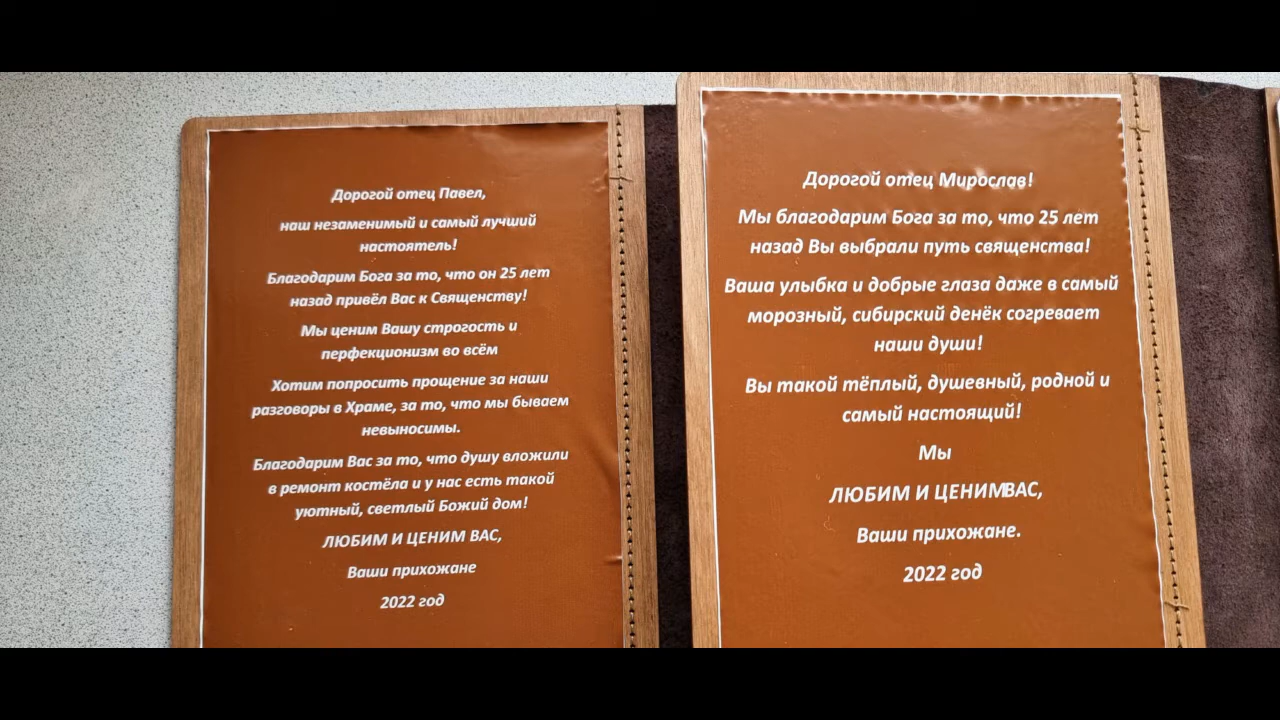 Дорогой отец Павел,
наш незаменимый и самый лучший
настоятель!
Благодарим Бога за то, что он 25 лет
назад привёл Вас к Священству!
Мы ценим Вашу строгость и
перфекционизм во всём
Хотим попросить прощение за наши
разговоры в Храме, за то, что мы бываем
невыносимы.
Благодарим Вас за то, что душу вложили
в ремонт костёла и у нас есть такой
уютный, светлый Божий дом!
ЛЮБИМ И ЦЕНИМ ВАС,
Ваши прихожане
2022 год
Дорогой отец Мирослав!
Мы благодарим Бога за то, что 25 лет
назад Вы выбрали путь священства!
Ваша улыбка и добрые глаза даже в самый
морозный, сибирский денёк согревает
наши души!
Вы такой тёплый, душевный, родной и
самый настоящий!
Мы
ЛЮБИМ И ЦЕНИМВАС,
Ваши прихожане.
2022 год